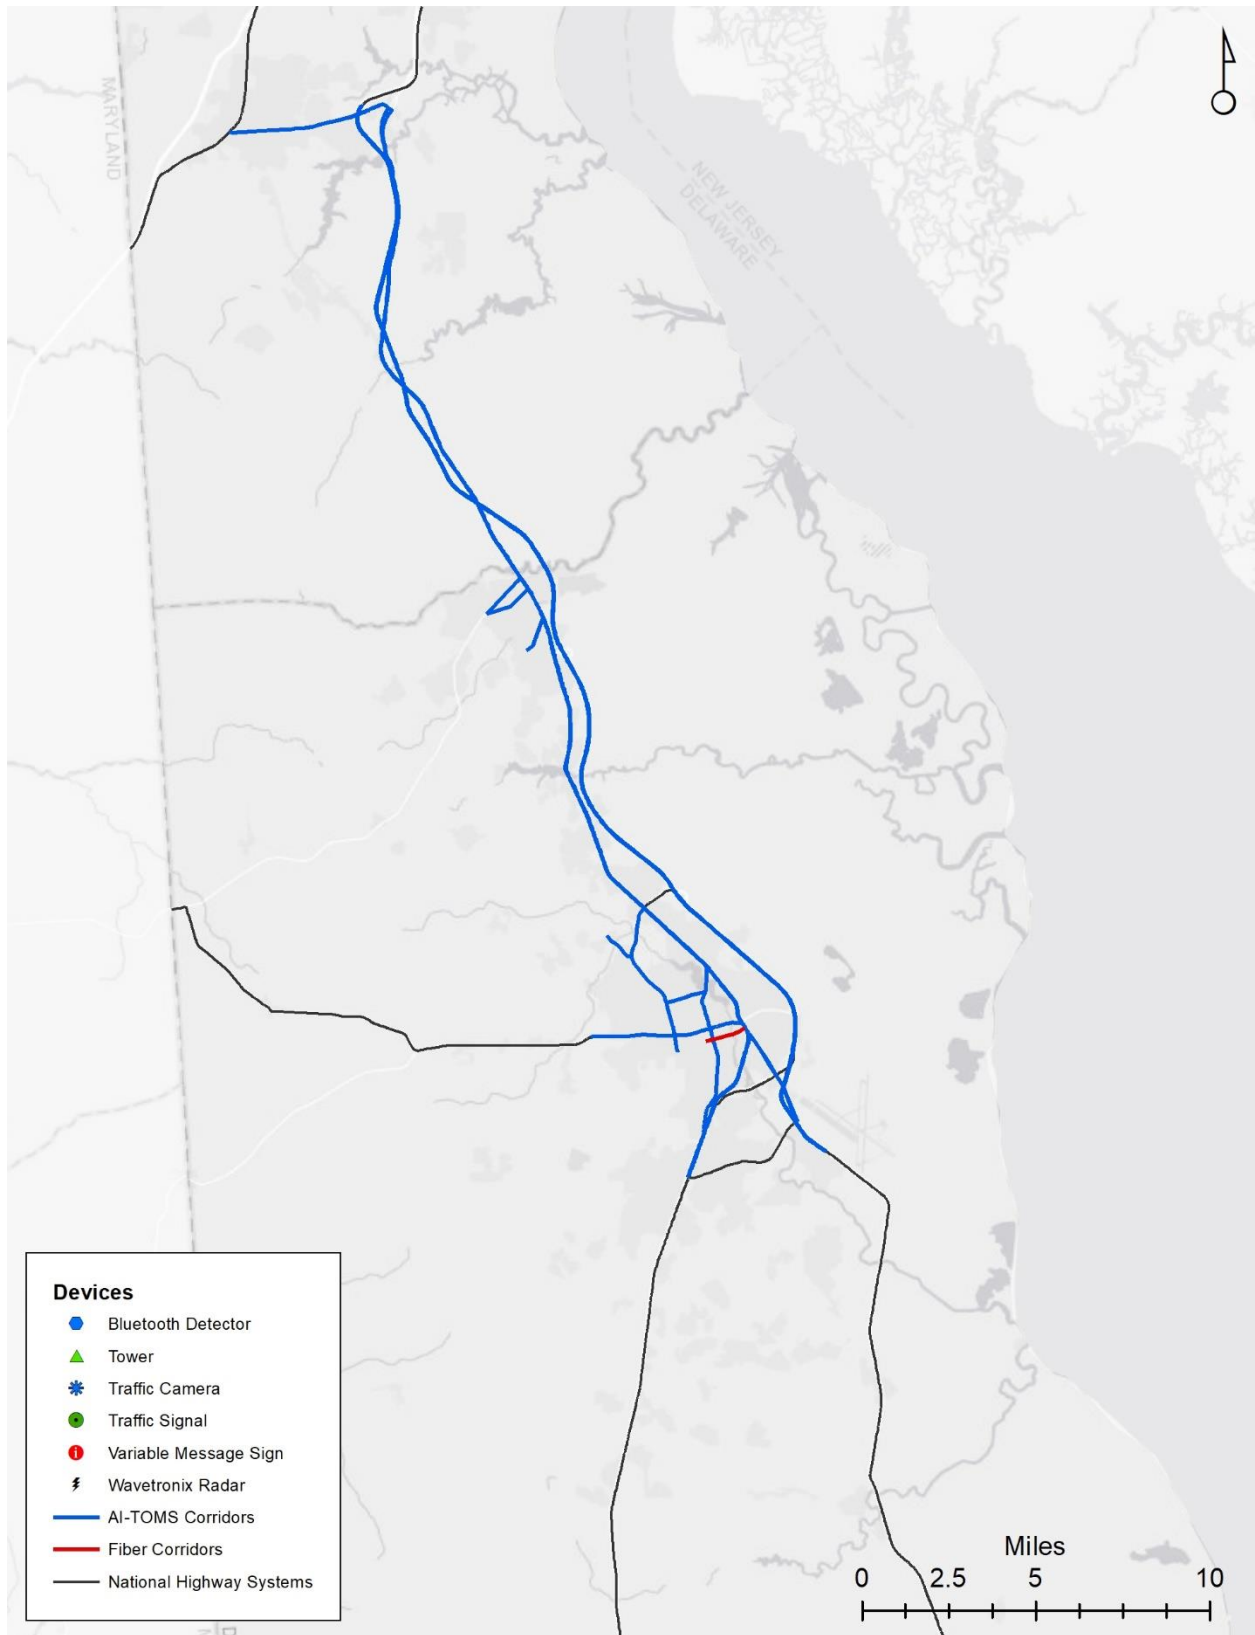 MARYLAND
NEW JERSEY
DELAWARE
Devices
Bluetooth Detector
Tower
Traffic Camera
Traffic Signal
Variable Message Sign
Wavetronix Radar
AI-TOMS Corridors
Fiber Corridors
National Highway Systems
Miles
0 2.5 5 10